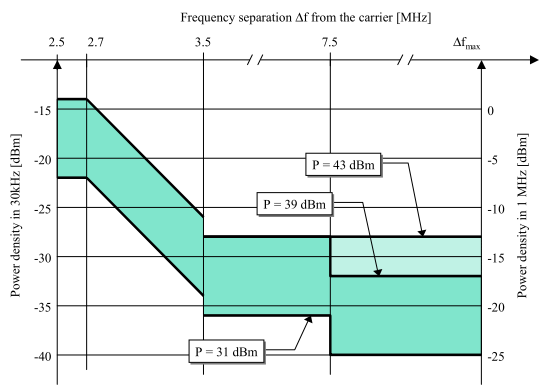 Frequency separation Δf from the carrier [MHz]
2.5 2.7 3.5 7.5 Δfmax
Power density in 30kHz [dBm]
-15
-20
-25
-30
-35
-40
P = 43 dBm
P = 39 dBm
P = 31 dBm
0
-5
-10
-15
-20
-25
Power density in 1 MHz [dBm]